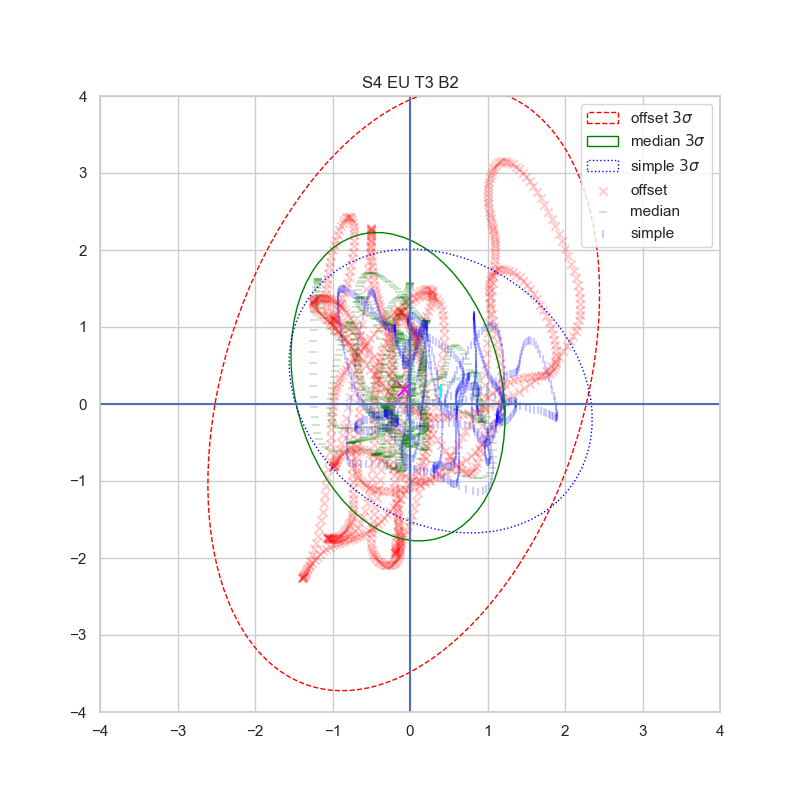 S4 EU T3 B2
offset 3σ
median 3σ
simple 3σ
offset
median
simple
4
3
2
1
0
−1
−2
−3
−4
−4 −3 −2 −1 0 1 2 3 4